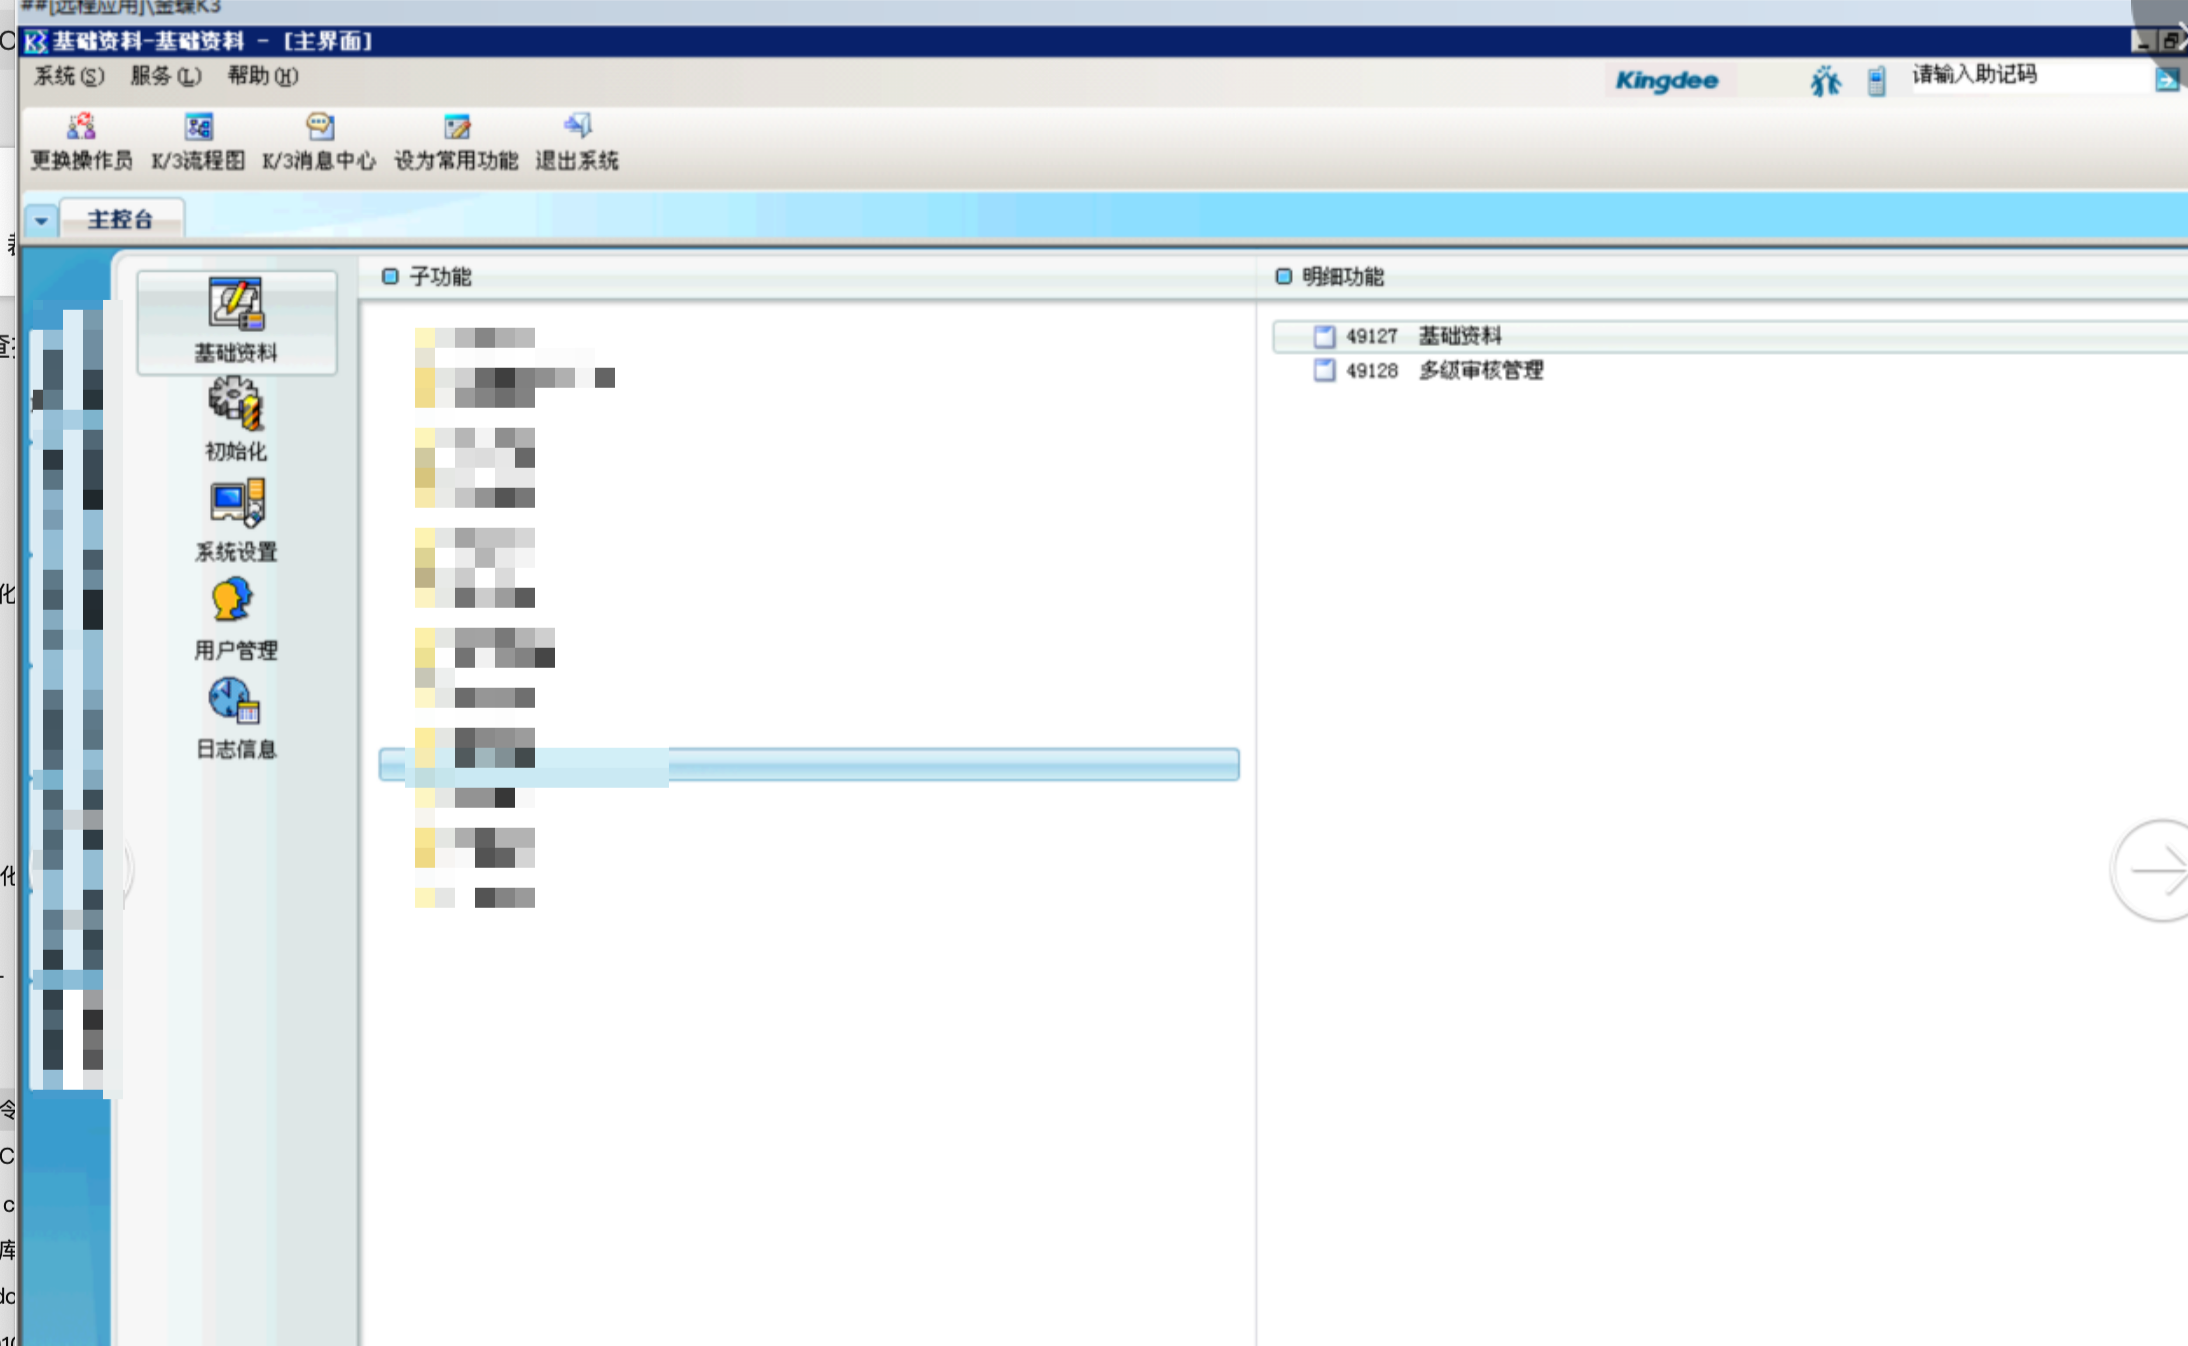 ##[远程应用]\金蝶K3
基础资料-基础资料 - [主界面]
系统(S) 服务(L) 帮助(H)
Kingdee
请输入助记码
更换操作员 K/3流程图 K/3消息中心 设为常用功能 退出系统
主控台
基础资料
初始化
系统设置
用户管理
日志信息
子功能
明细功能
49127 基础资料
49128 多级审核管理
化
化
令
C
c
库